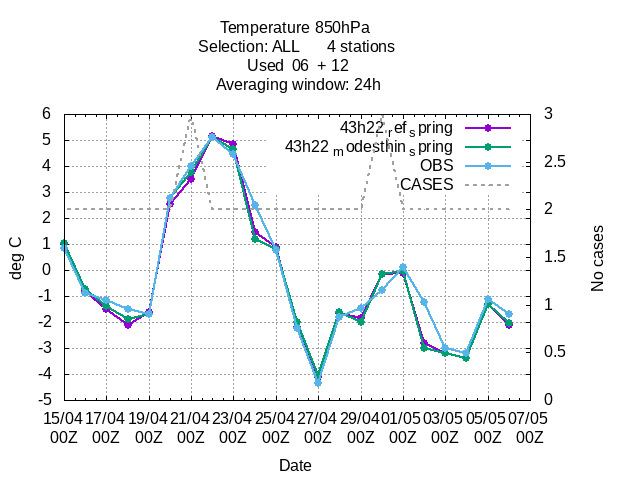 Temperature 850hPa
Selection: ALL 4 stations
Used 06 + 12
Averaging window: 24h
6 3
43h22ref_spring
5
43h22_modesthin_spring
2.5
4 OBS
3 CASES
2 2
1 1.5
0
-1 1
-2
-3 0.5
-4
-5 0
deg C
No cases
15/04 17/04 19/04 21/04 23/04 25/04 27/04 29/04 01/05 03/05 05/05 07/05
00Z 00Z 00Z 00Z 00Z 00Z 00Z 00Z 00Z 00Z 00Z 00Z
Date